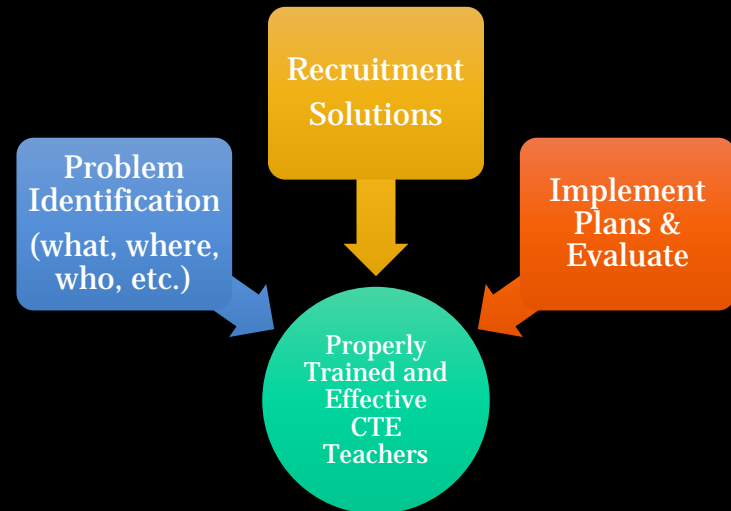 Problem
Identification
(what, where,
who, etc.)
Recruitment
Solutions
Implement
Plans &
Evaluate
Properly
Trained and
Effective
CTE
Teachers